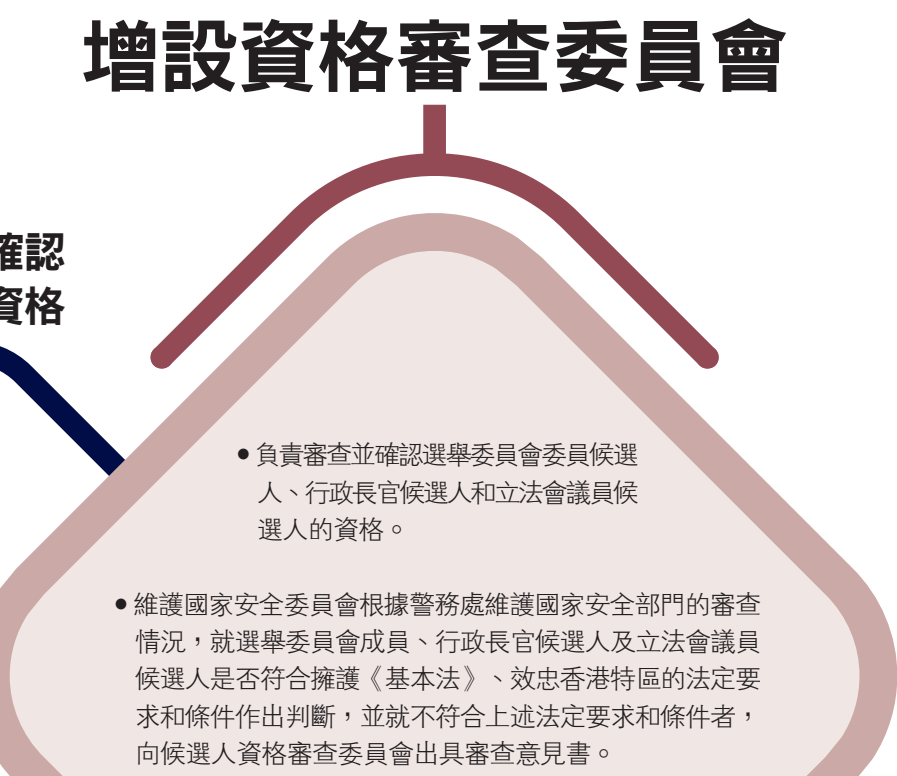 增設資格審查委員會
確認
資格
• 負責審查並確認選舉委員會委員候選
人、行政長官候選人和立法會議員候
選人的資格。
• 維護國家安全委員會根據警務處維護國家安全部門的審查
情況，就選舉委員會成員、行政長官候選人及立法會議員
候選人是否符合擁護《基本法》、效忠香港特區的法定要
求和條件作出判斷，並就不符合上述法定要求和條件者，
向候選人資格審查委員會出具審查意見書。